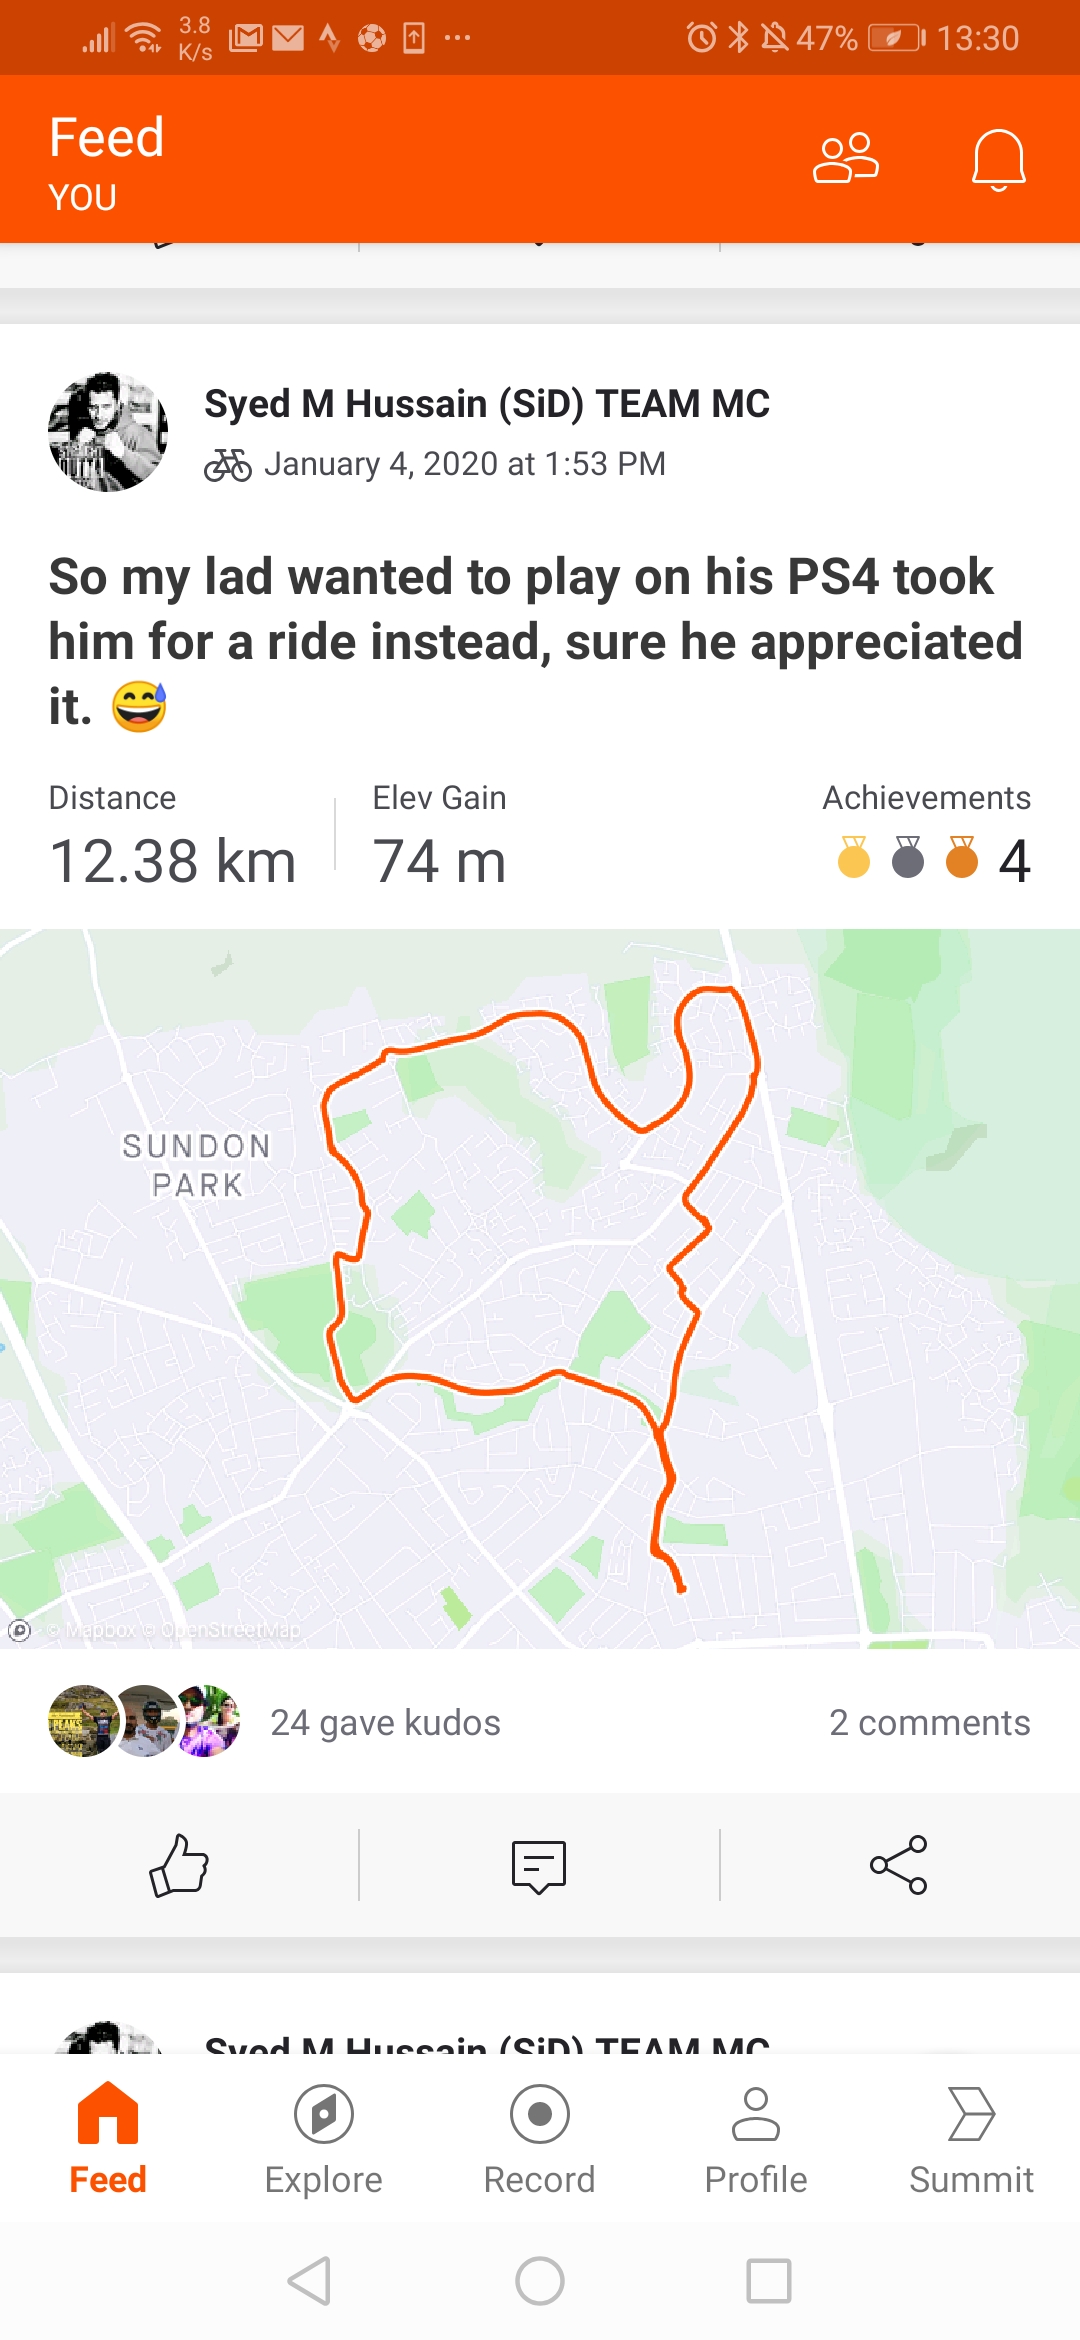 3.8
K/s
47%
13:30
Feed
YOU
Syed M Hussain (SiD) TEAM MC
January 4, 2020 at 1:53 PM
So my lad wanted to play on his PS4 took
him for a ride instead, sure he appreciated
it. 😅
Distance
Elev Gain
Achievements
12.38 km
74 m
4
SUNDON
PARK
© Mapbox © OpenStreetMap
PEAKS
24 gave kudos
2 comments
Syed M Hussain (SiD) TEAM MC
Feed
Explore
Record
Profile
Summit